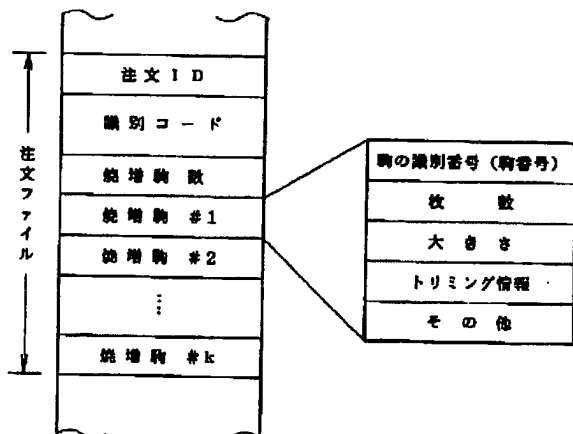 注文ID
識別コード
焼増駒数
焼増駒 #1
焼増駒 #2
⋮
焼増駒 #k
注文ファイル
駒の識別番号(駒番号)
枚数
大きさ
トリミング情報
その他